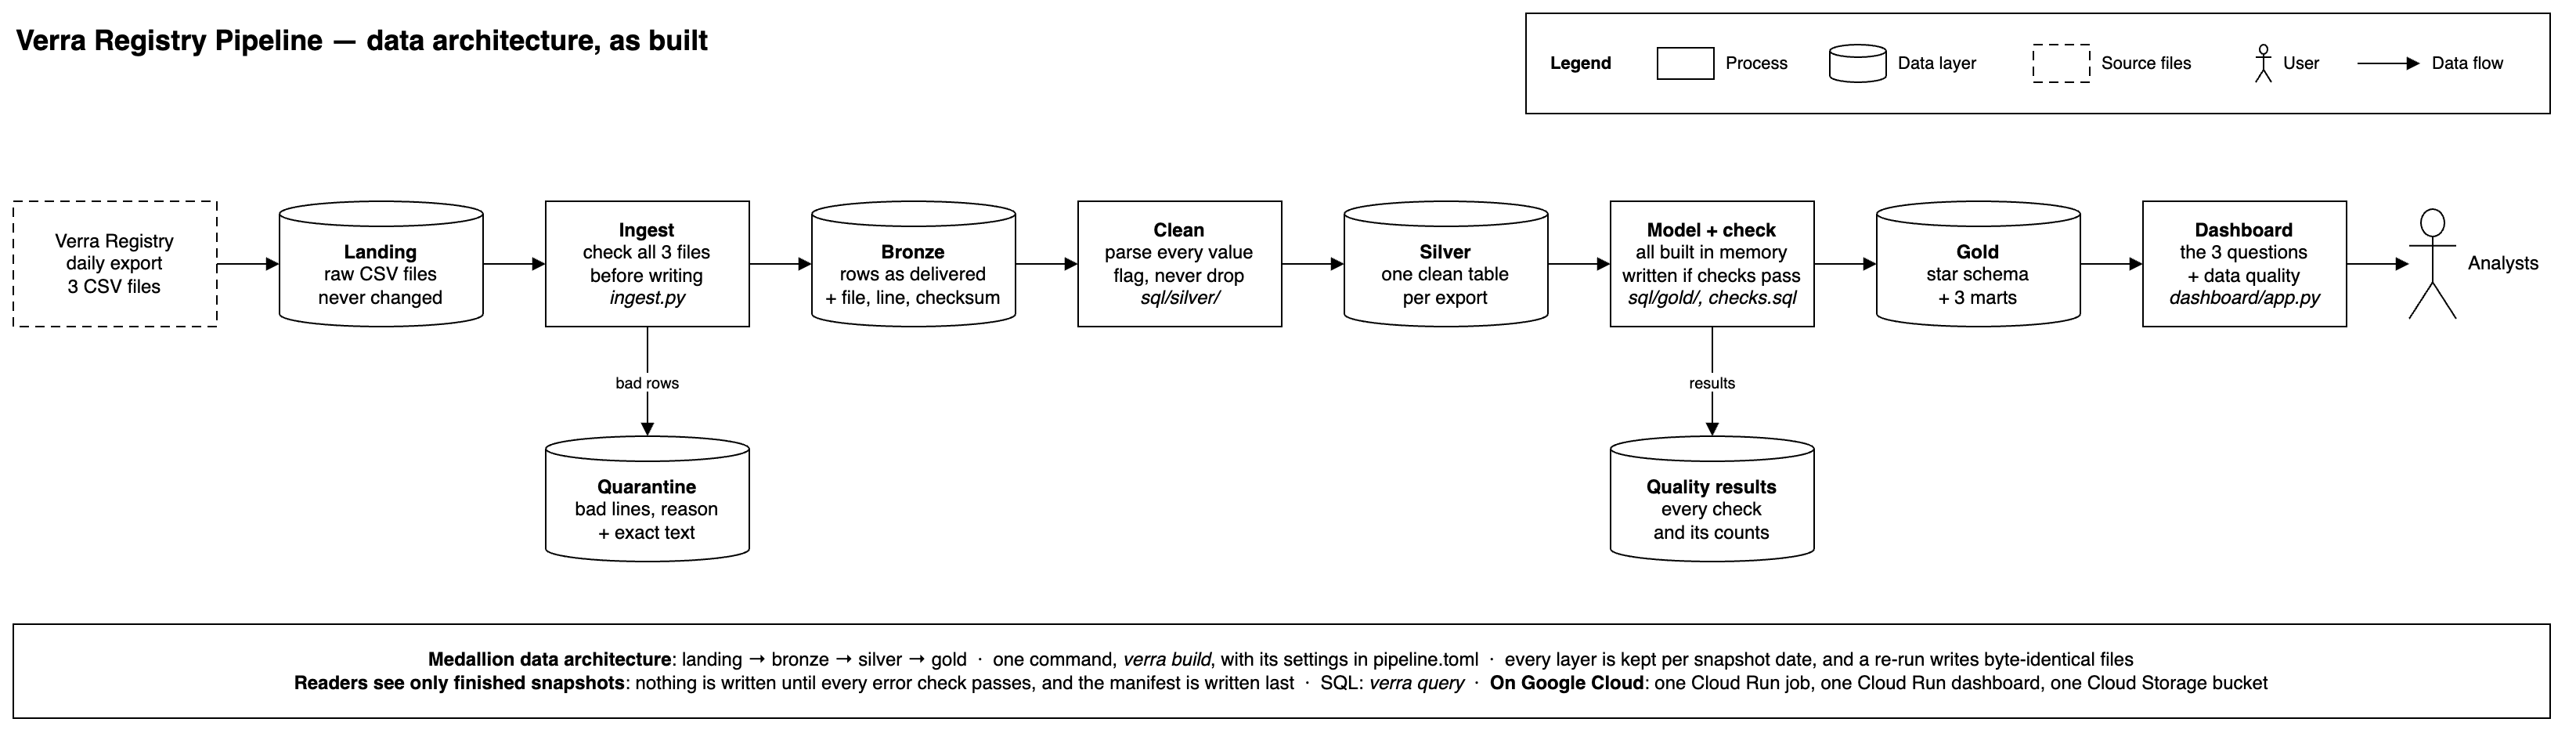 Verra Registry Pipeline — data architecture, as built
Legend
Process
Data layer
Source files
User
Data flow
Verra Registry
daily export
3 CSV files
Landing
raw CSV files
never changed
Ingest
check all 3 files
before writing
ingest.py
Bronze
rows as delivered
+ file, line, checksum
Clean
parse every value
flag, never drop
sql/silver/
Silver
one clean table
per export
Model + check
all built in memory
written if checks pass
sql/gold/, checks.sql
Gold
star schema
+ 3 marts
Dashboard
the 3 questions
+ data quality
dashboard/app.py
Analysts
bad rows
results
Quarantine
bad lines, reason
+ exact text
Quality results
every check
and its counts
Medallion data architecture: landing → bronze → silver → gold · one command, verra build, with its settings in pipeline.toml · every layer is kept per snapshot date, and a re-run writes byte-identical files
Readers see only finished snapshots: nothing is written until every error check passes, and the manifest is written last · SQL: verra query · On Google Cloud: one Cloud Run job, one Cloud Run dashboard, one Cloud Storage bucket